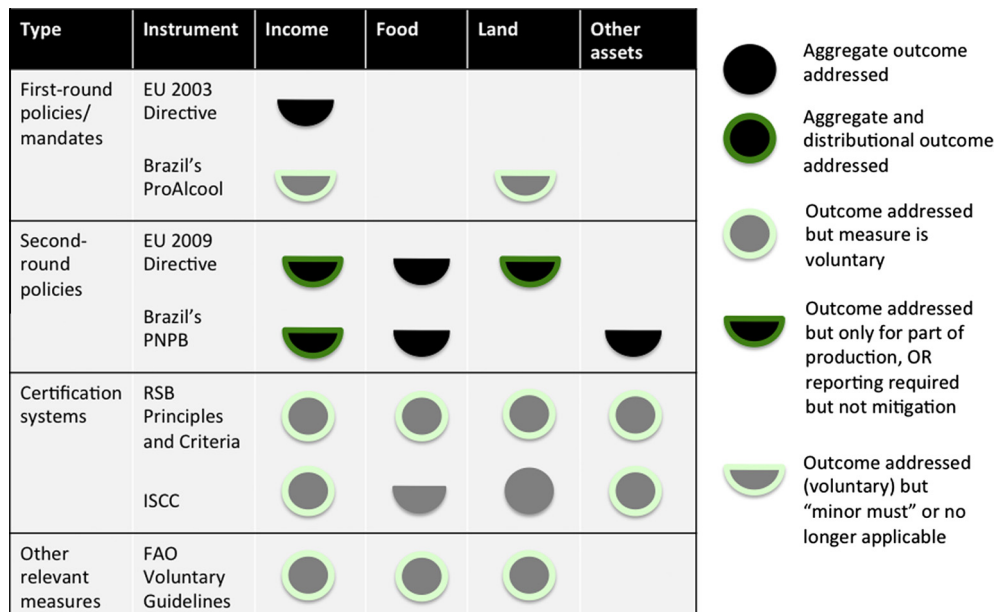 Type
Instrument
Income
Food
Land
Other
assets
First-round
policies/
mandates
EU 2003
Directive
Brazil's
ProAlcool
Second-
round
policies
EU 2009
Directive
Brazil's
PNPB
Certification
systems
RSB
Principles
and Criteria
ISCC
Other
relevant
measures
FAO
Voluntary
Guidelines
Aggregate outcome
addressed
Aggregate and
distributional outcome
addressed
Outcome addressed
but measure is
voluntary
Outcome addressed
but only for part of
production, OR
reporting required
but not mitigation
Outcome addressed
(voluntary) but
“minor must” or no
longer applicable